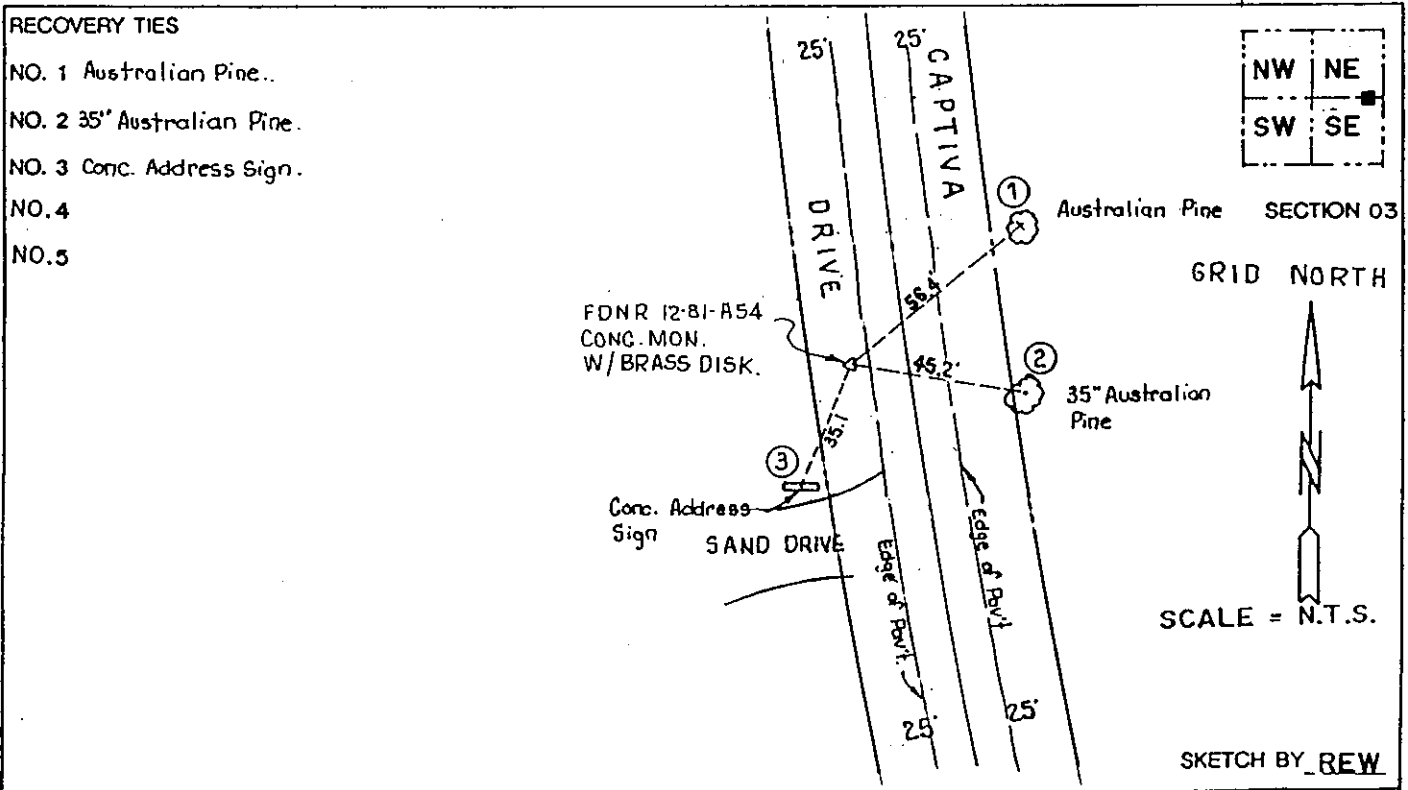 RECOVERY TIES
NO. 1 Australian Pine..
NO. 2 35" Australian Pine.
NO. 3 Conc. Address Sign.
NO.4
NO.5
25'
25'
CAPTIVA
DRIVE
NW NE
SW SE
SECTION 03
1
Australian Pine
GRID NORTH
N
SCALE = N.T.S.
FDNR 12-81-A54
CONC. MON.
W/BRASS DISK.
56.4'
45.2'
35.1
2
35" Australian
Pine
3
Conc. Address
Sign
SAND DRIVE
Edge of Pav't.
Edge of Pav't
25'
25'
SKETCH BY REW